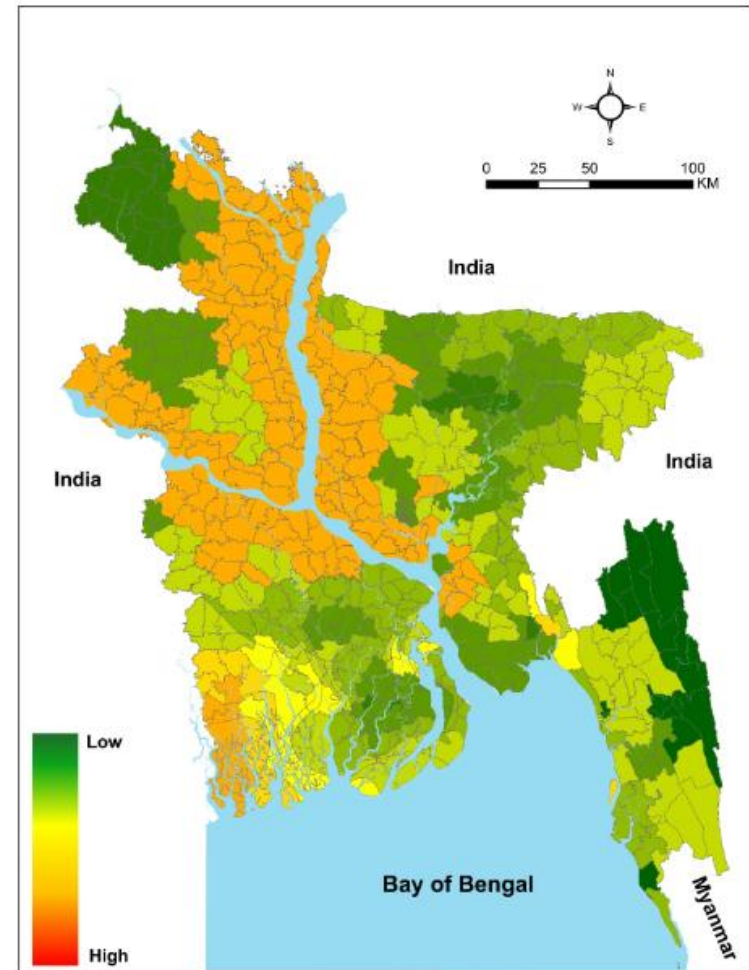 N
W E
S
0 25 50 100
KM
India
India
India
Low
High
Bay of Bengal
Myanmar